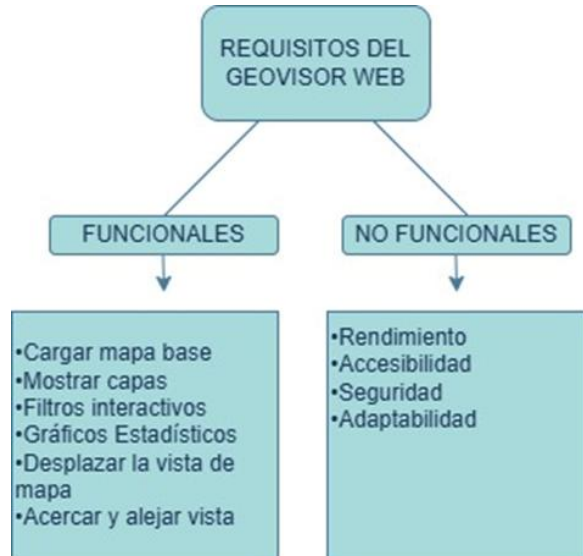 REQUISITOS DEL
GEOVISOR WEB
FUNCIONALES
NO FUNCIONALES
•Cargar mapa base
•Mostrar capas
•Filtros interactivos
•Gráficos Estadísticos
•Desplazar la vista de
mapa
•Acercar y alejar vista
•Rendimiento
•Accesibilidad
•Seguridad
•Adaptabilidad